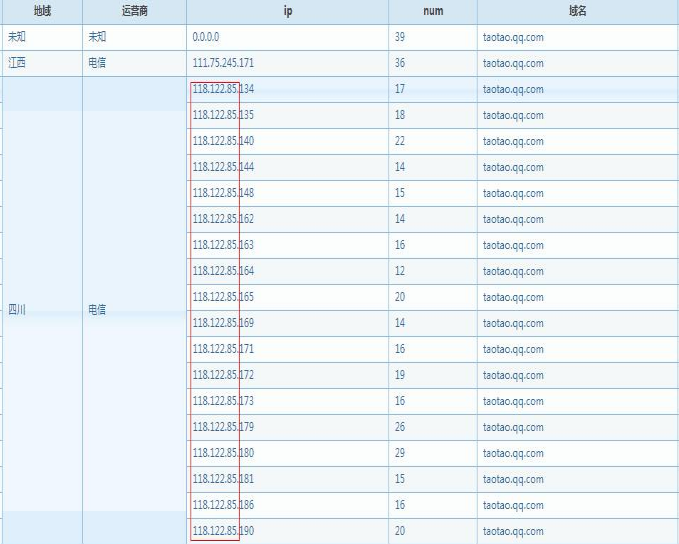 地域 运营商 ip num 域名
未知 未知 0.0.0.0 39 taotao.qq.com
江西 电信 111.75.245.171 36 taotao.qq.com
118.122.85.134 17 taotao.qq.com
118.122.85.135 18 taotao.qq.com
118.122.85.140 22 taotao.qq.com
118.122.85.144 14 taotao.qq.com
118.122.85.148 15 taotao.qq.com
118.122.85.162 14 taotao.qq.com
118.122.85.163 16 taotao.qq.com
118.122.85.164 12 taotao.qq.com
四川 电信 118.122.85.165 20 taotao.qq.com
118.122.85.169 14 taotao.qq.com
118.122.85.171 16 taotao.qq.com
118.122.85.172 19 taotao.qq.com
118.122.85.173 16 taotao.qq.com
118.122.85.179 26 taotao.qq.com
118.122.85.180 29 taotao.qq.com
118.122.85.181 15 taotao.qq.com
118.122.85.186 16 taotao.qq.com
118.122.85.190 20 taotao.qq.com